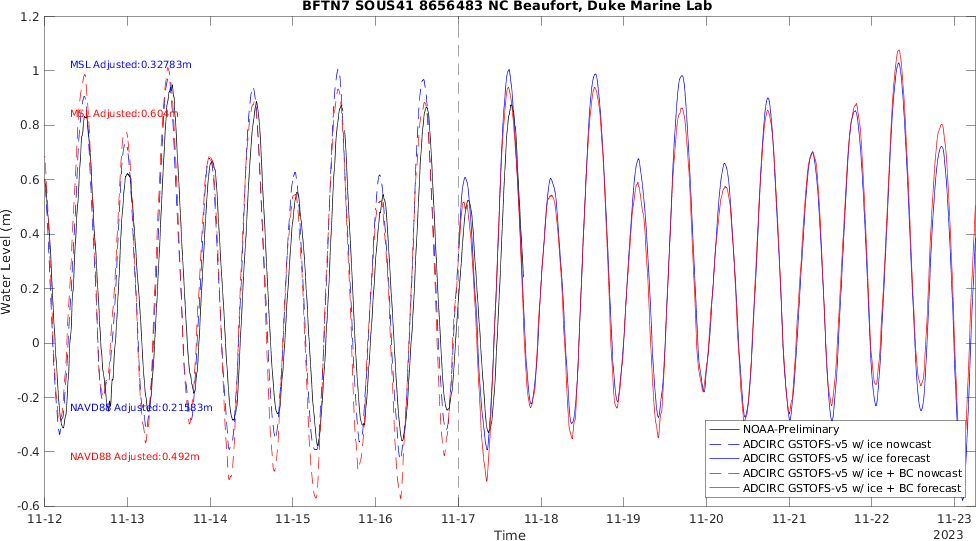 BFTN7 SOUS41 8656483 NC Beaufort, Duke Marine Lab
1.2
1
0.8
0.6
0.4
0.2
0
-0.2
-0.4
-0.6
Water Level (m)
MSL Adjusted:0.32783m
MSL Adjusted:0.604m
NAVD88 Adjusted:0.21583m
NAVD88 Adjusted:0.492m
NOAA-Preliminary
ADCIRC GSTOFS-v5 w/ ice nowcast
ADCIRC GSTOFS-v5 w/ ice forecast
ADCIRC GSTOFS-v5 w/ ice + BC nowcast
ADCIRC GSTOFS-v5 w/ ice + BC forecast
11-12 11-13 11-14 11-15 11-16 11-17 11-18 11-19 11-20 11-21 11-22 11-23
Time
2023